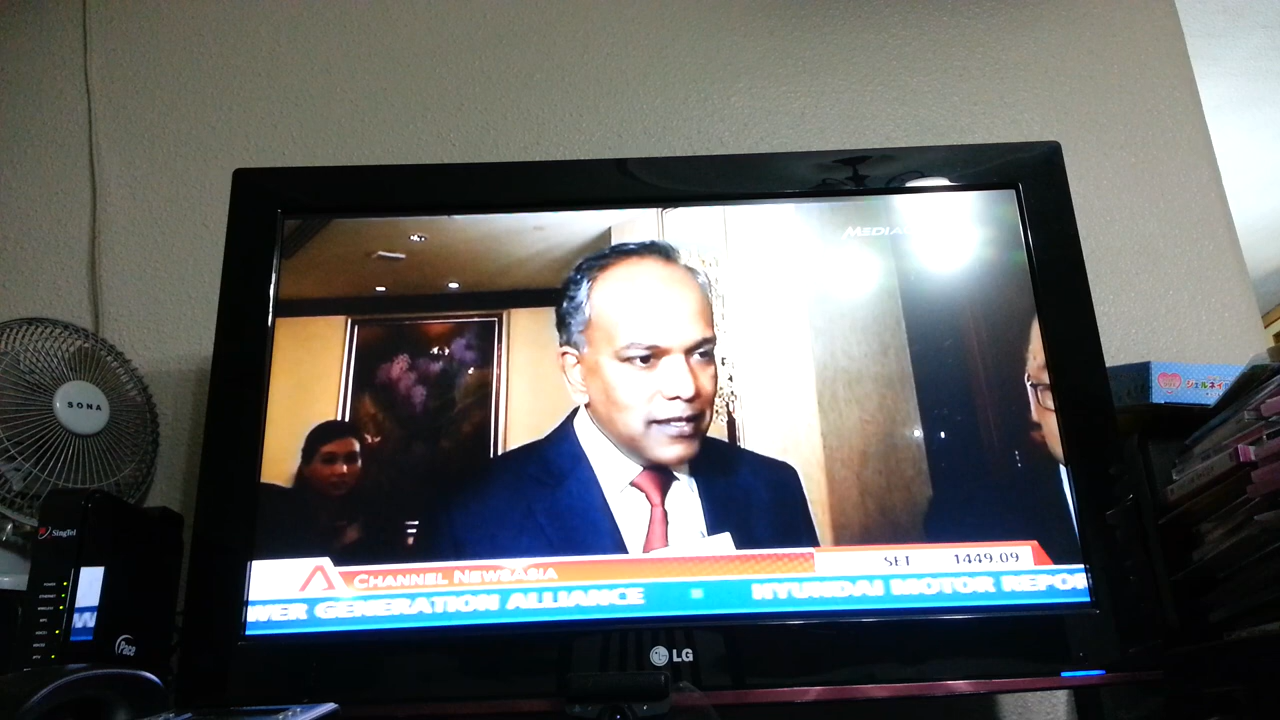 MEDIA
SONA
SingTel
Pace
CHANNEL NEWSASIA
SET 1449.09
WER GENERATION ALLIANCE HYUNDAI MOTOR REPOR
LG